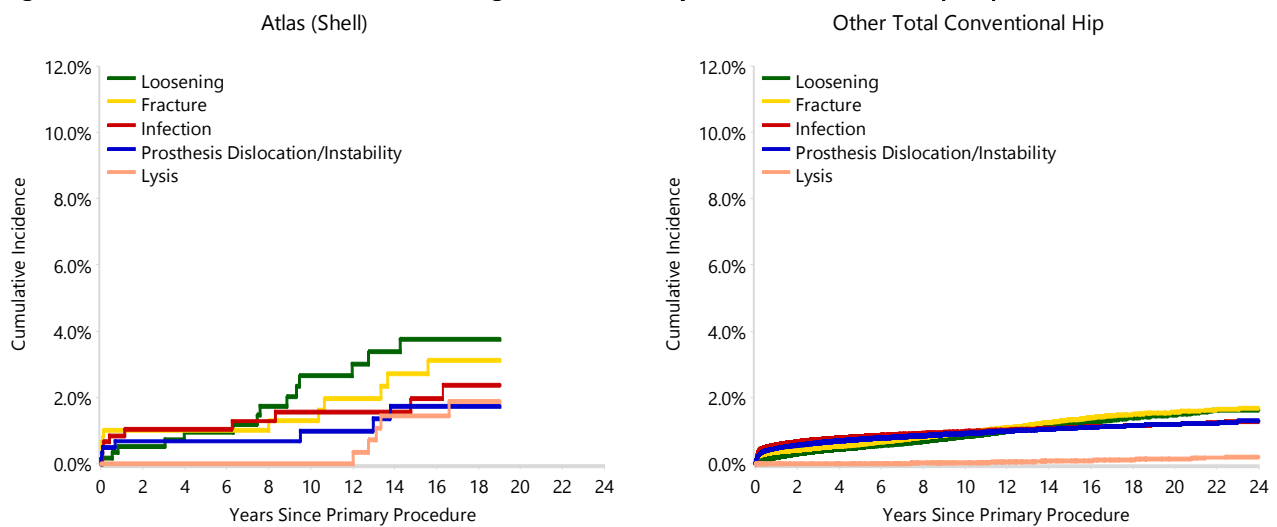 Atlas (Shell)
12.0%
10.0%
8.0%
6.0%
4.0%
2.0%
0.0%
Cumulative Incidence
Loosening
Fracture
Infection
Prosthesis Dislocation/Instability
Lysis
0 2 4 6 8 10 12 14 16 18 20 22 24
Years Since Primary Procedure
Other Total Conventional Hip
12.0%
10.0%
8.0%
6.0%
4.0%
2.0%
0.0%
Cumulative Incidence
Loosening
Fracture
Infection
Prosthesis Dislocation/Instability
Lysis
0 2 4 6 8 10 12 14 16 18 20 22 24
Years Since Primary Procedure